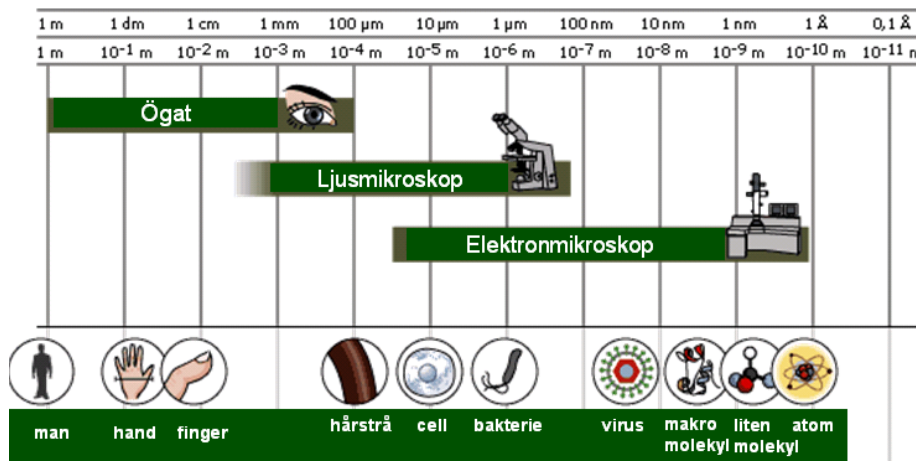 1 m 1 dm 1 cm 1 mm 100 µm 10 µm 1 µm 100 nm 10 nm 1 nm 1 Å 0,1 Å
1 m 10⁻¹ m 10⁻² m 10⁻³ m 10⁻⁴ m 10⁻⁵ m 10⁻⁶ m 10⁻⁷ m 10⁻⁸ m 10⁻⁹ m 10⁻¹⁰ m 10⁻¹¹ m
Ögat
Ljusmikroskop
Elektronmikroskop
man hand finger hårstrå cell bakterie virus makro liten atom
molekyl molekyl